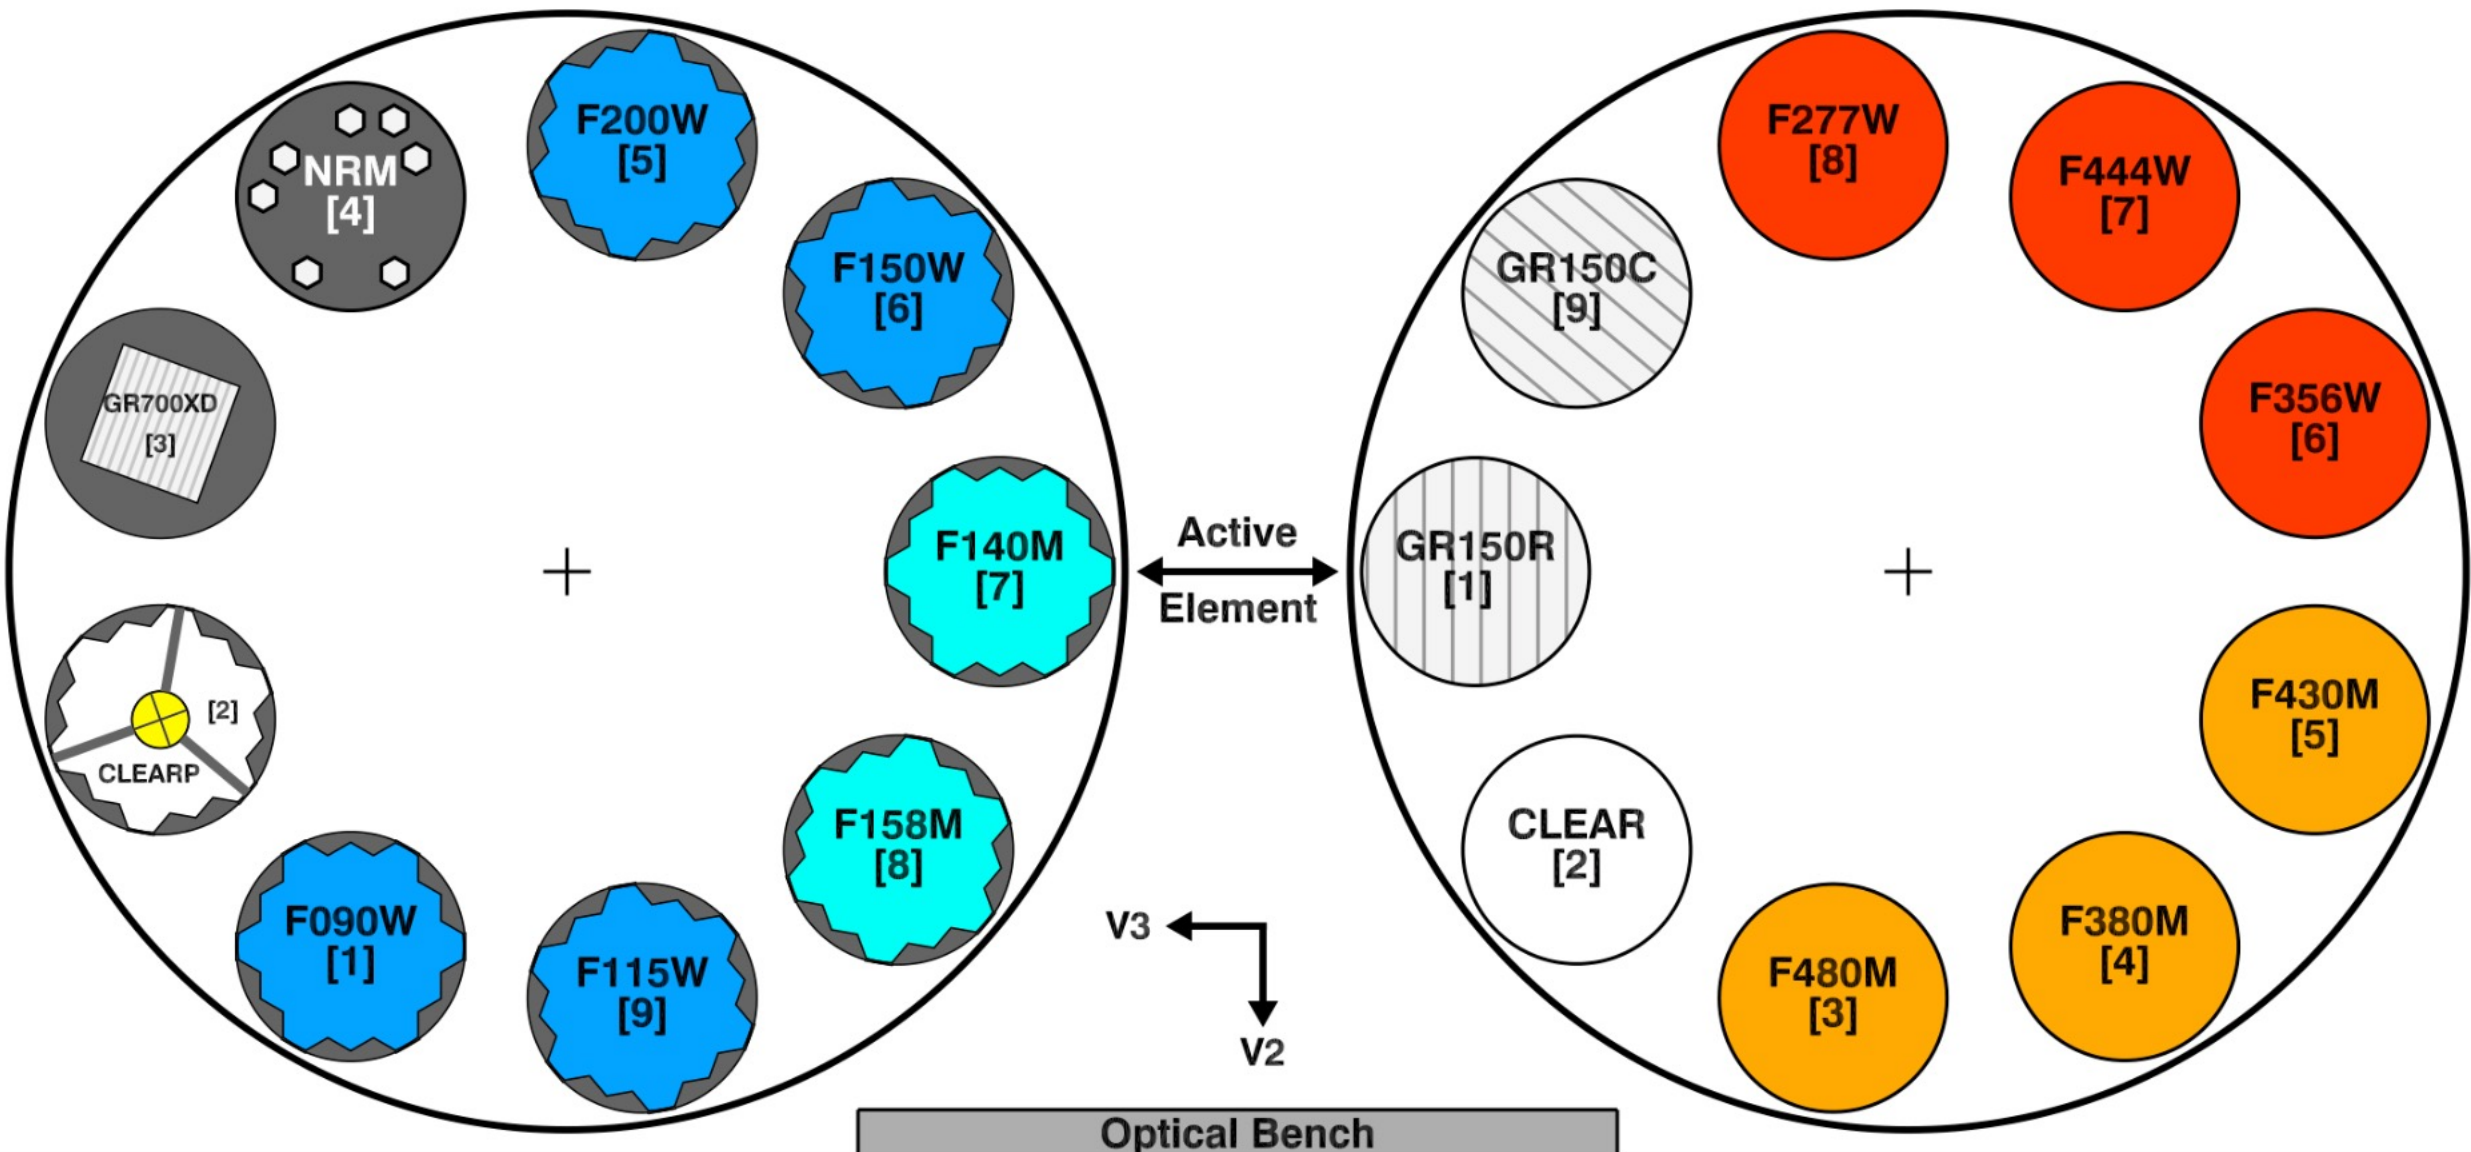 F200W
[5]
NRM
[4]
F150W
[6]
GR700XD
[3]
F140M
[7]
[2]
CLEARP
F158M
[8]
F090W
[1]
F115W
[9]
Active
Element
V3
V2
Optical Bench
F277W
[8]
F444W
[7]
GR150C
[9]
F356W
[6]
GR150R
[1]
F430M
[5]
CLEAR
[2]
F380M
[4]
F480M
[3]